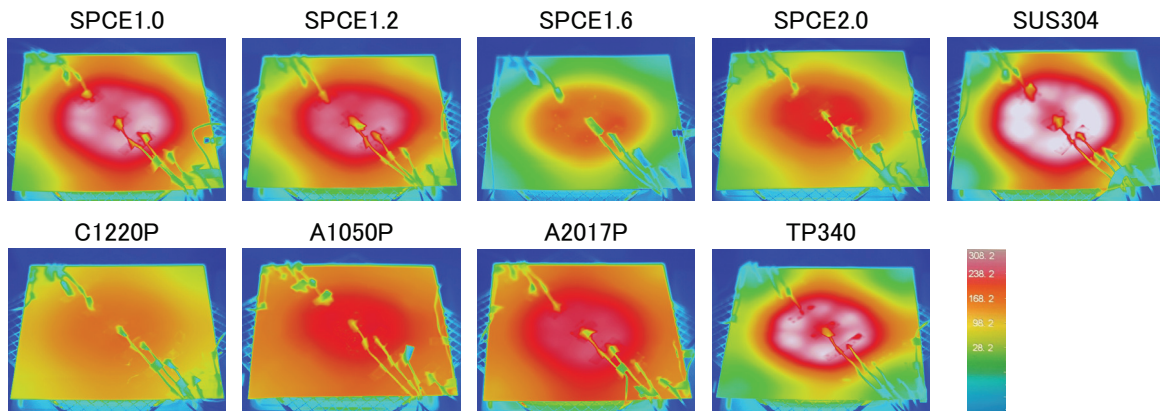 SPCE1.0
SPCE1.2
SPCE1.6
SPCE2.0
SUS304
C1220P
A1050P
A2017P
TP340
308. 2
238. 2
168. 2
98. 2
28. 2